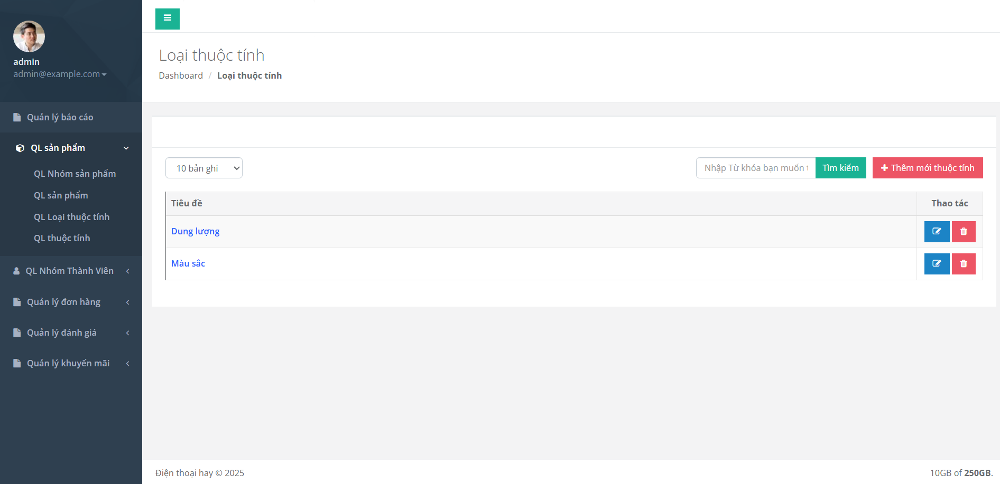 admin
admin@example.com
Quản lý báo cáo
QL sản phẩm
QL Nhóm sản phẩm
QL sản phẩm
QL Loại thuộc tính
QL thuộc tính
QL Nhóm Thành Viên
Quản lý đơn hàng
Quản lý đánh giá
Quản lý khuyến mãi
Loại thuộc tính
Dashboard / Loại thuộc tính
10 bản ghi
Nhập Từ khóa bạn muốn
Tìm kiếm
Thêm mới thuộc tính
Tiêu đề Thao tác
Dung lượng
Màu sắc
Điện thoại hay © 2025
10GB of 250GB.